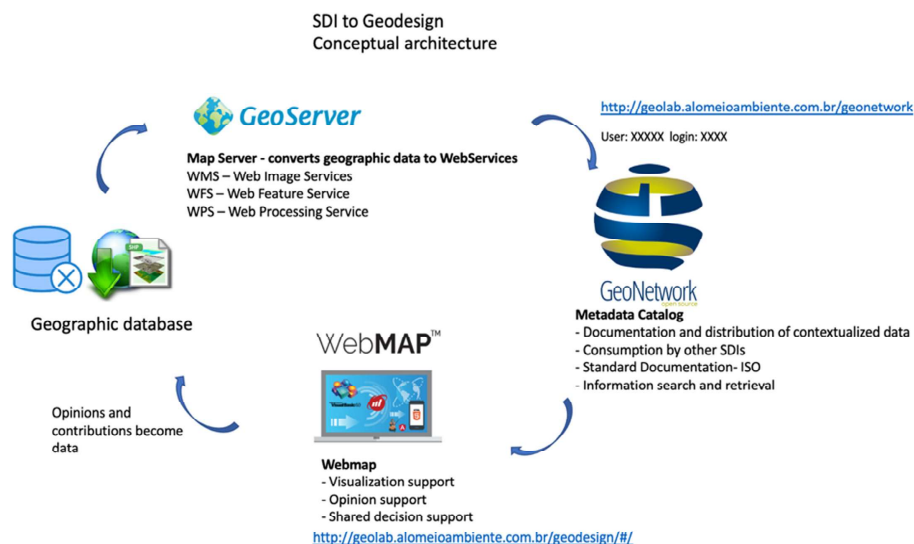 SDI to Geodesign
Conceptual architecture
GeoServer
Map Server - converts geographic data to WebServices
WMS – Web Image Services
WFS – Web Feature Service
WPS – Web Processing Service
http://geolab.alomeioambiente.com.br/geonetwork
User: XXXXX login: XXXX
GeoNetwork
open source
Metadata Catalog
- Documentation and distribution of contextualized data
- Consumption by other SDIs
- Standard Documentation- ISO
- Information search and retrieval
SHP
Geographic database
WebMAP™
Opinions and
contributions become
data
Webmap
- Visualization support
- Opinion support
- Shared decision support
http://geolab.alomeioambiente.com.br/geodesign/#/